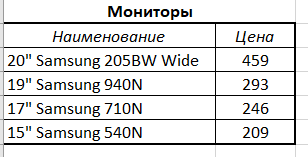 Мониторы
Наименование Цена
20" Samsung 205BW Wide 459
19" Samsung 940N 293
17" Samsung 710N 246
15" Samsung 540N 209